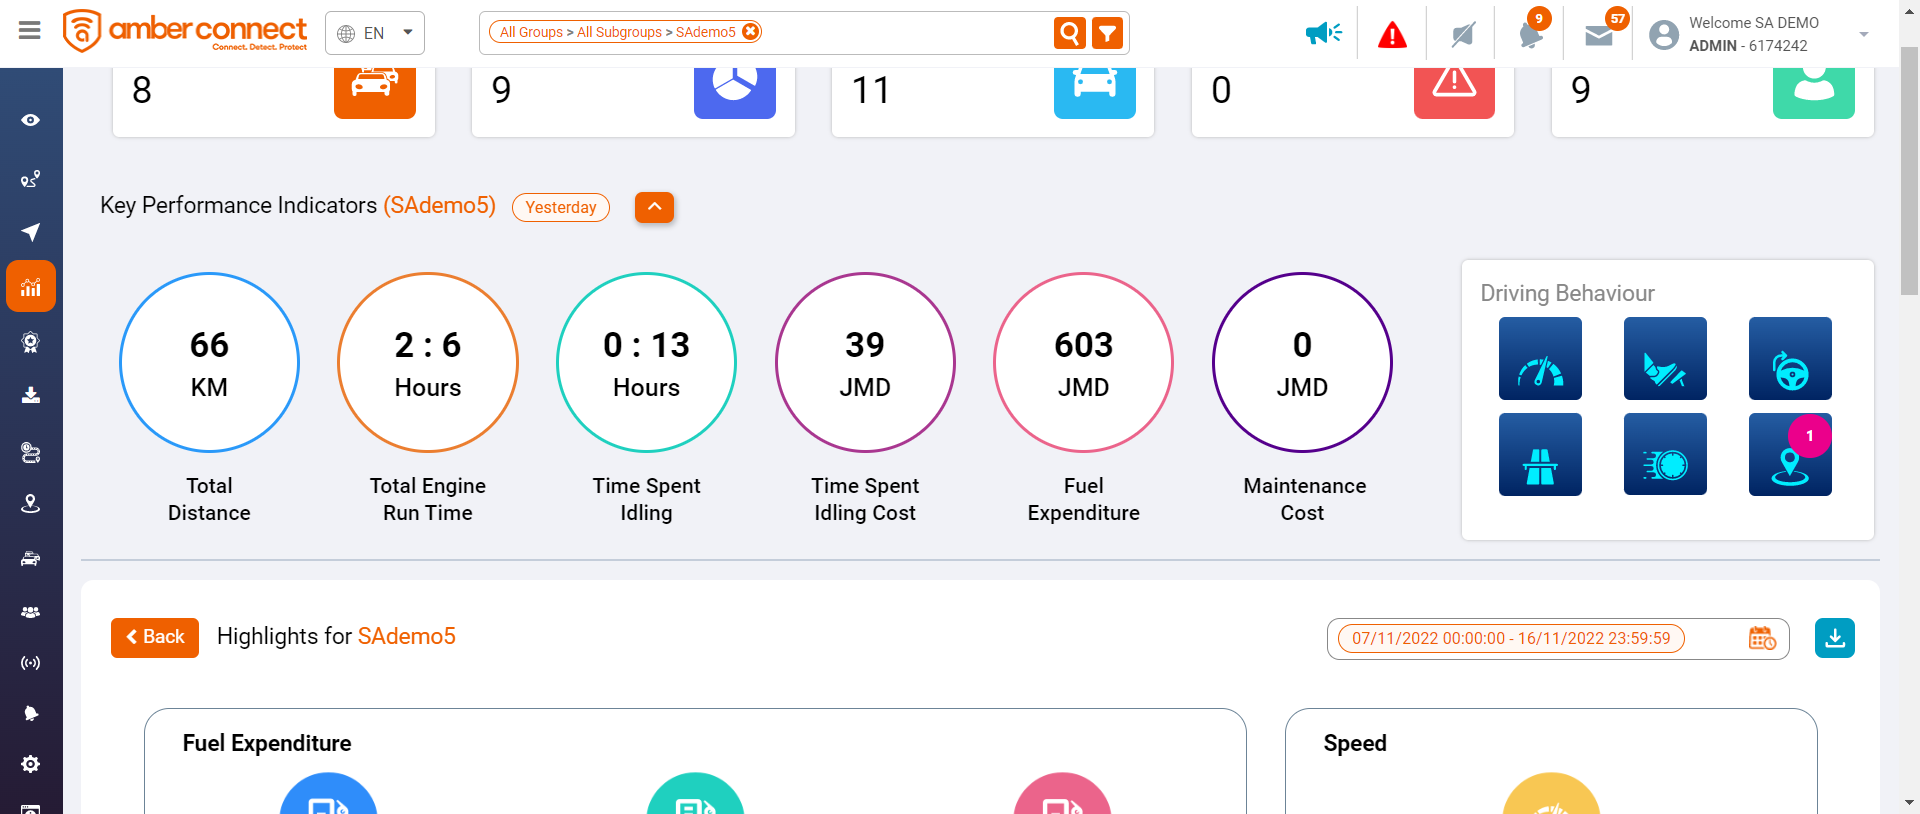 amber connect
Connect. Detect. Protect
EN
All Groups > All Subgroups > SAdemo5
9
57
Welcome SA DEMO
ADMIN - 6174242
8
9
11
0
9
Key Performance Indicators (SAdemo5)
Yesterday
66
KM
Total
Distance
2 : 6
Hours
Total Engine
Run Time
0 : 13
Hours
Time Spent
Idling
39
JMD
Time Spent
Idling Cost
603
JMD
Fuel
Expenditure
0
JMD
Maintenance
Cost
Driving Behaviour
1
Back
Highlights for SAdemo5
07/11/2022 00:00:00 - 16/11/2022 23:59:59
Fuel Expenditure
Speed